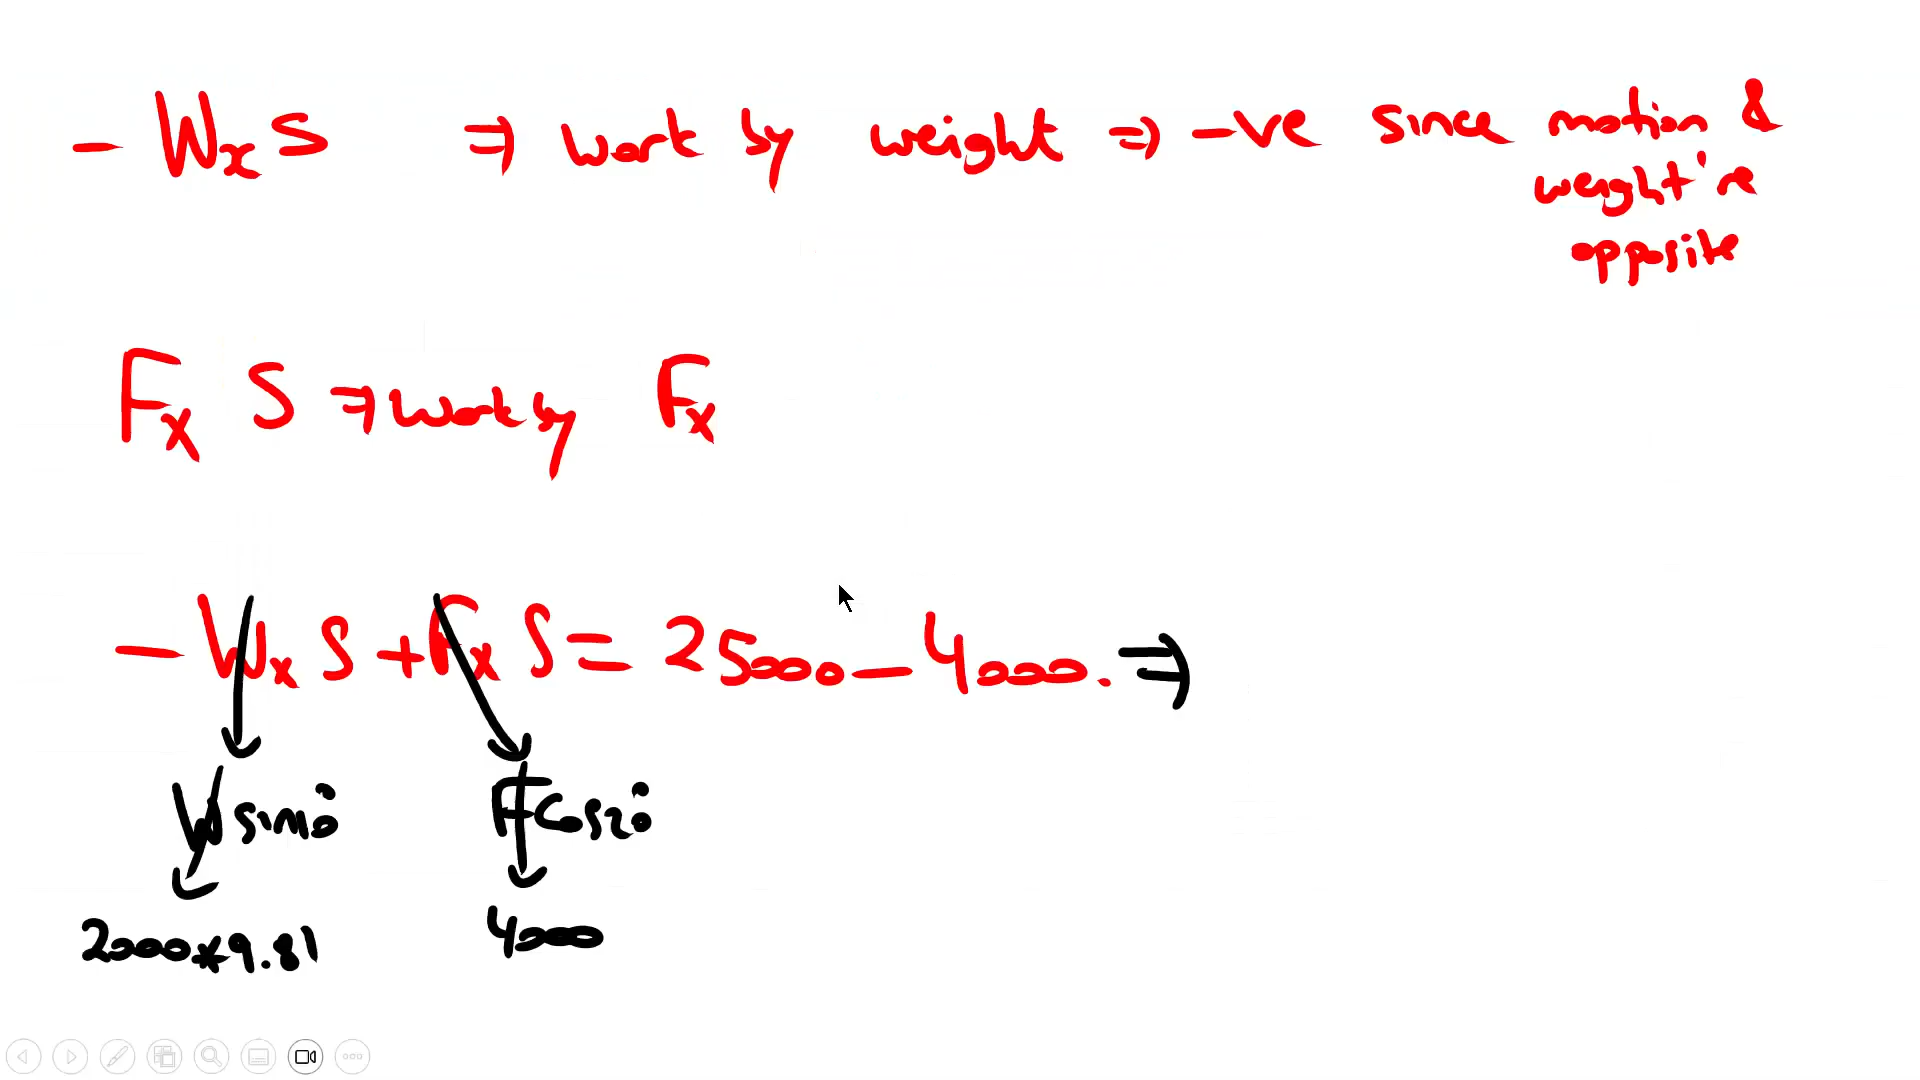 - Wx S ⇒ work by weight ⇒ -ve since motion &
weight're
opposite
Fx S ⇒ work by Fx
- Wx S + Fx S = 25000 - 4000. ⇒
W sin10° F cos20°
2000*9.81 4000